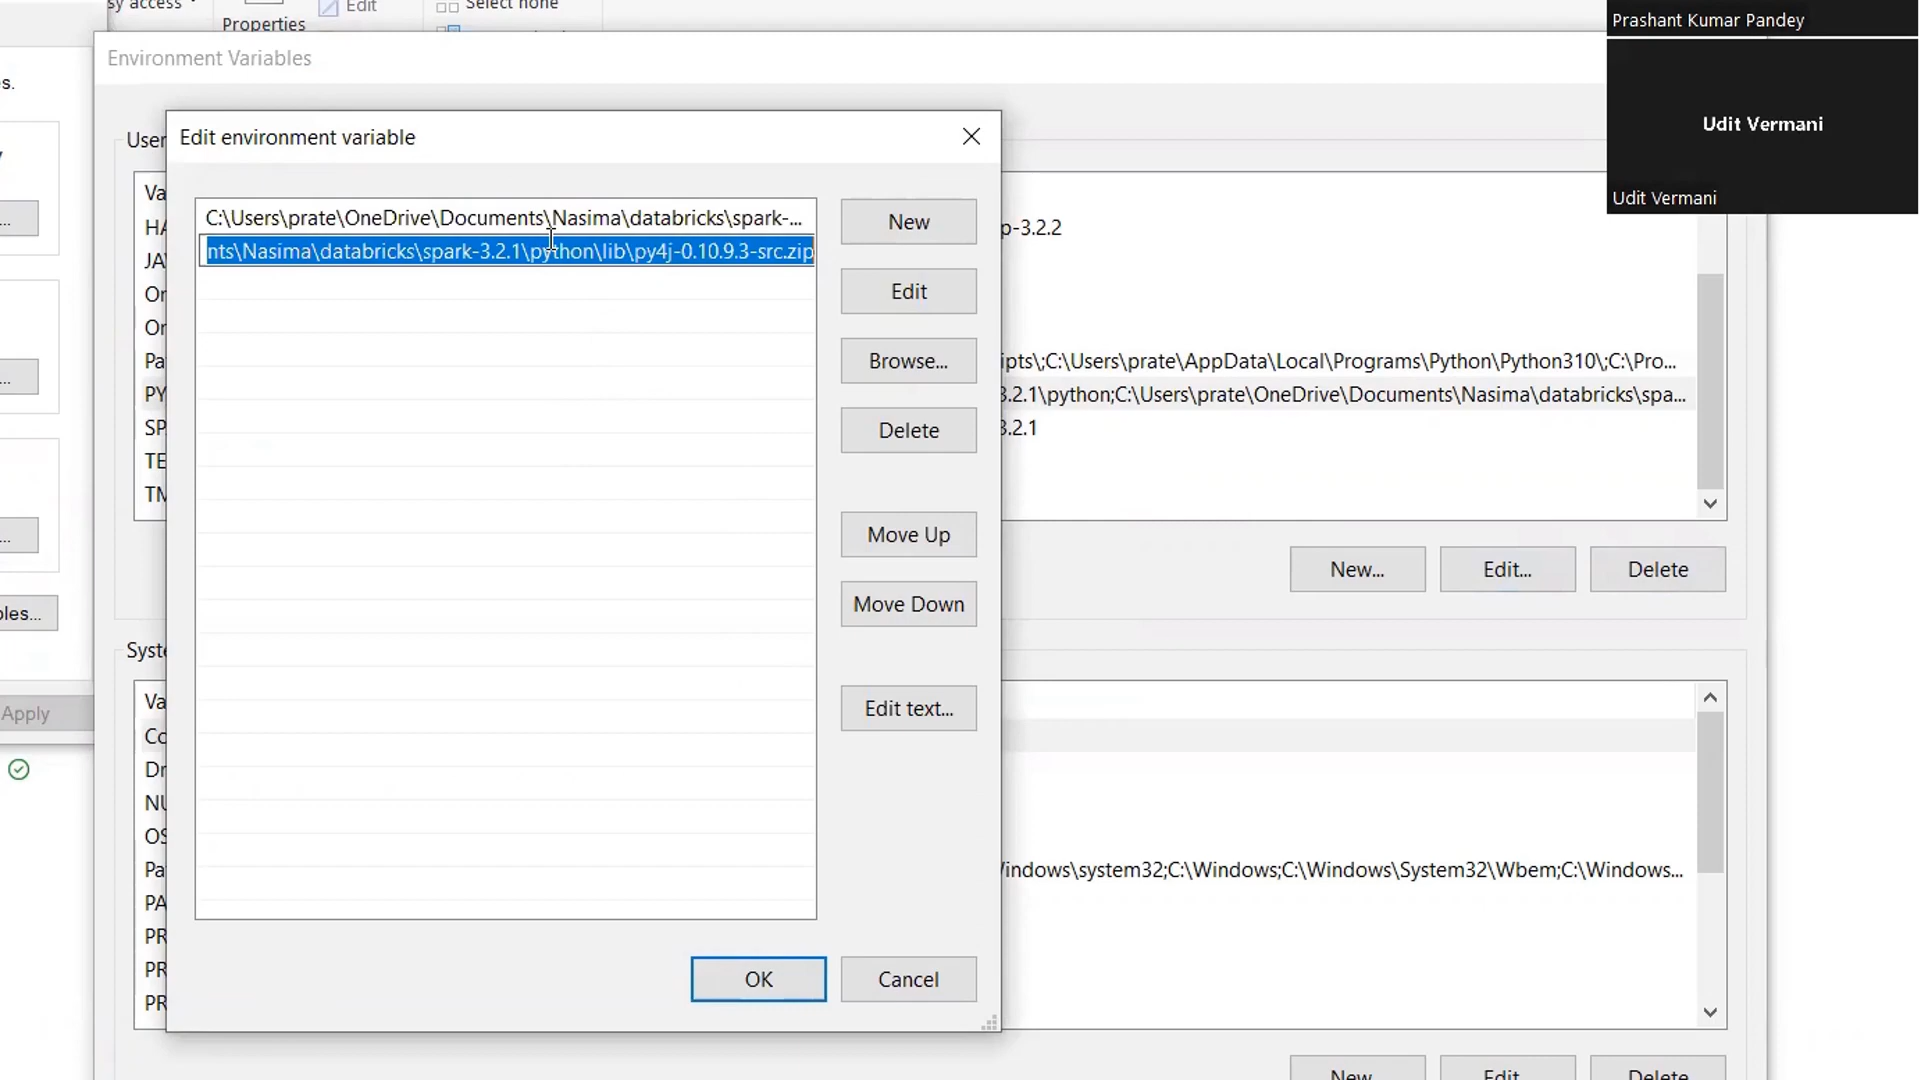 sy access
Edit
Select none
Properties
Prashant Kumar Pandey
Udit Vermani
Udit Vermani
Environment Variables
s.
Edit environment variable
User
C:\Users\prate\OneDrive\Documents\Nasima\databricks\spark-...
nts\Nasima\databricks\spark-3.2.1\python\lib\py4j-0.10.9.3-src.zip
New
Edit
Browse...
Delete
Move Up
Move Down
Edit text...
OK
Cancel
Va
HA
p-3.2.2
JA
Or
Or
Pa
ipts\;C:\Users\prate\AppData\Local\Programs\Python\Python310\;C:\Pro...
PY
3.2.1\python;C:\Users\prate\OneDrive\Documents\Nasima\databricks\spa...
SP
3.2.1
TE
TM
New...
Edit...
Delete
bles...
Syste
Va
Co
Dr
NU
OS
Pa
Windows\system32;C:\Windows;C:\Windows\System32\Wbem;C:\Windows...
PA
PR
PR
PR
Apply
New
Edit
Delete